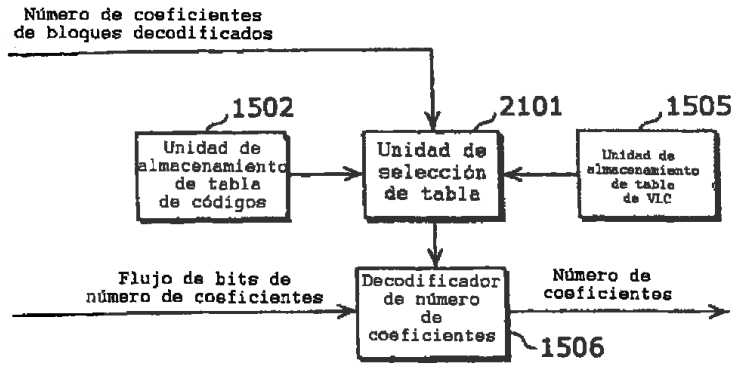 Número de coeficientes
de bloques decodificados
1502
2101
1505
Unidad de
almacenamiento
de tabla
de códigos
Unidad de
selección
de tabla
Unidad de
almacenamiento
de tabla
de VLC
Flujo de bits de
número de coeficientes
Decodificador
de número
de
coeficientes
Número de
coeficientes
1506